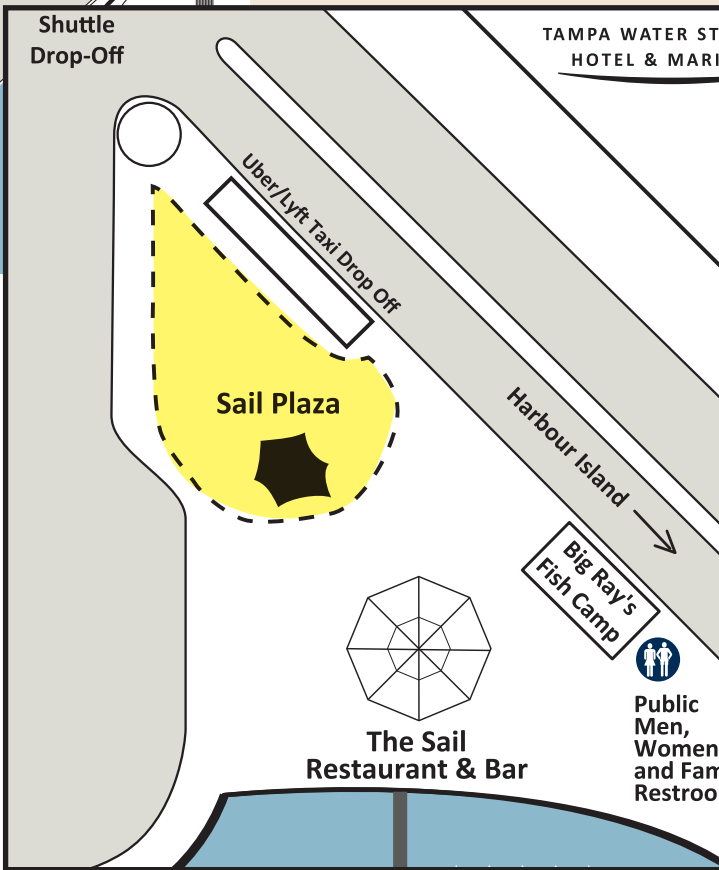 Shuttle
Drop-Off
TAMPA WATER ST
HOTEL & MARI
Uber/Lyft Taxi Drop Off
Sail Plaza
Harbour Island
Big Ray's
Fish Camp
The Sail
Restaurant & Bar
Public
Men,
Women
and Fam
Restroo